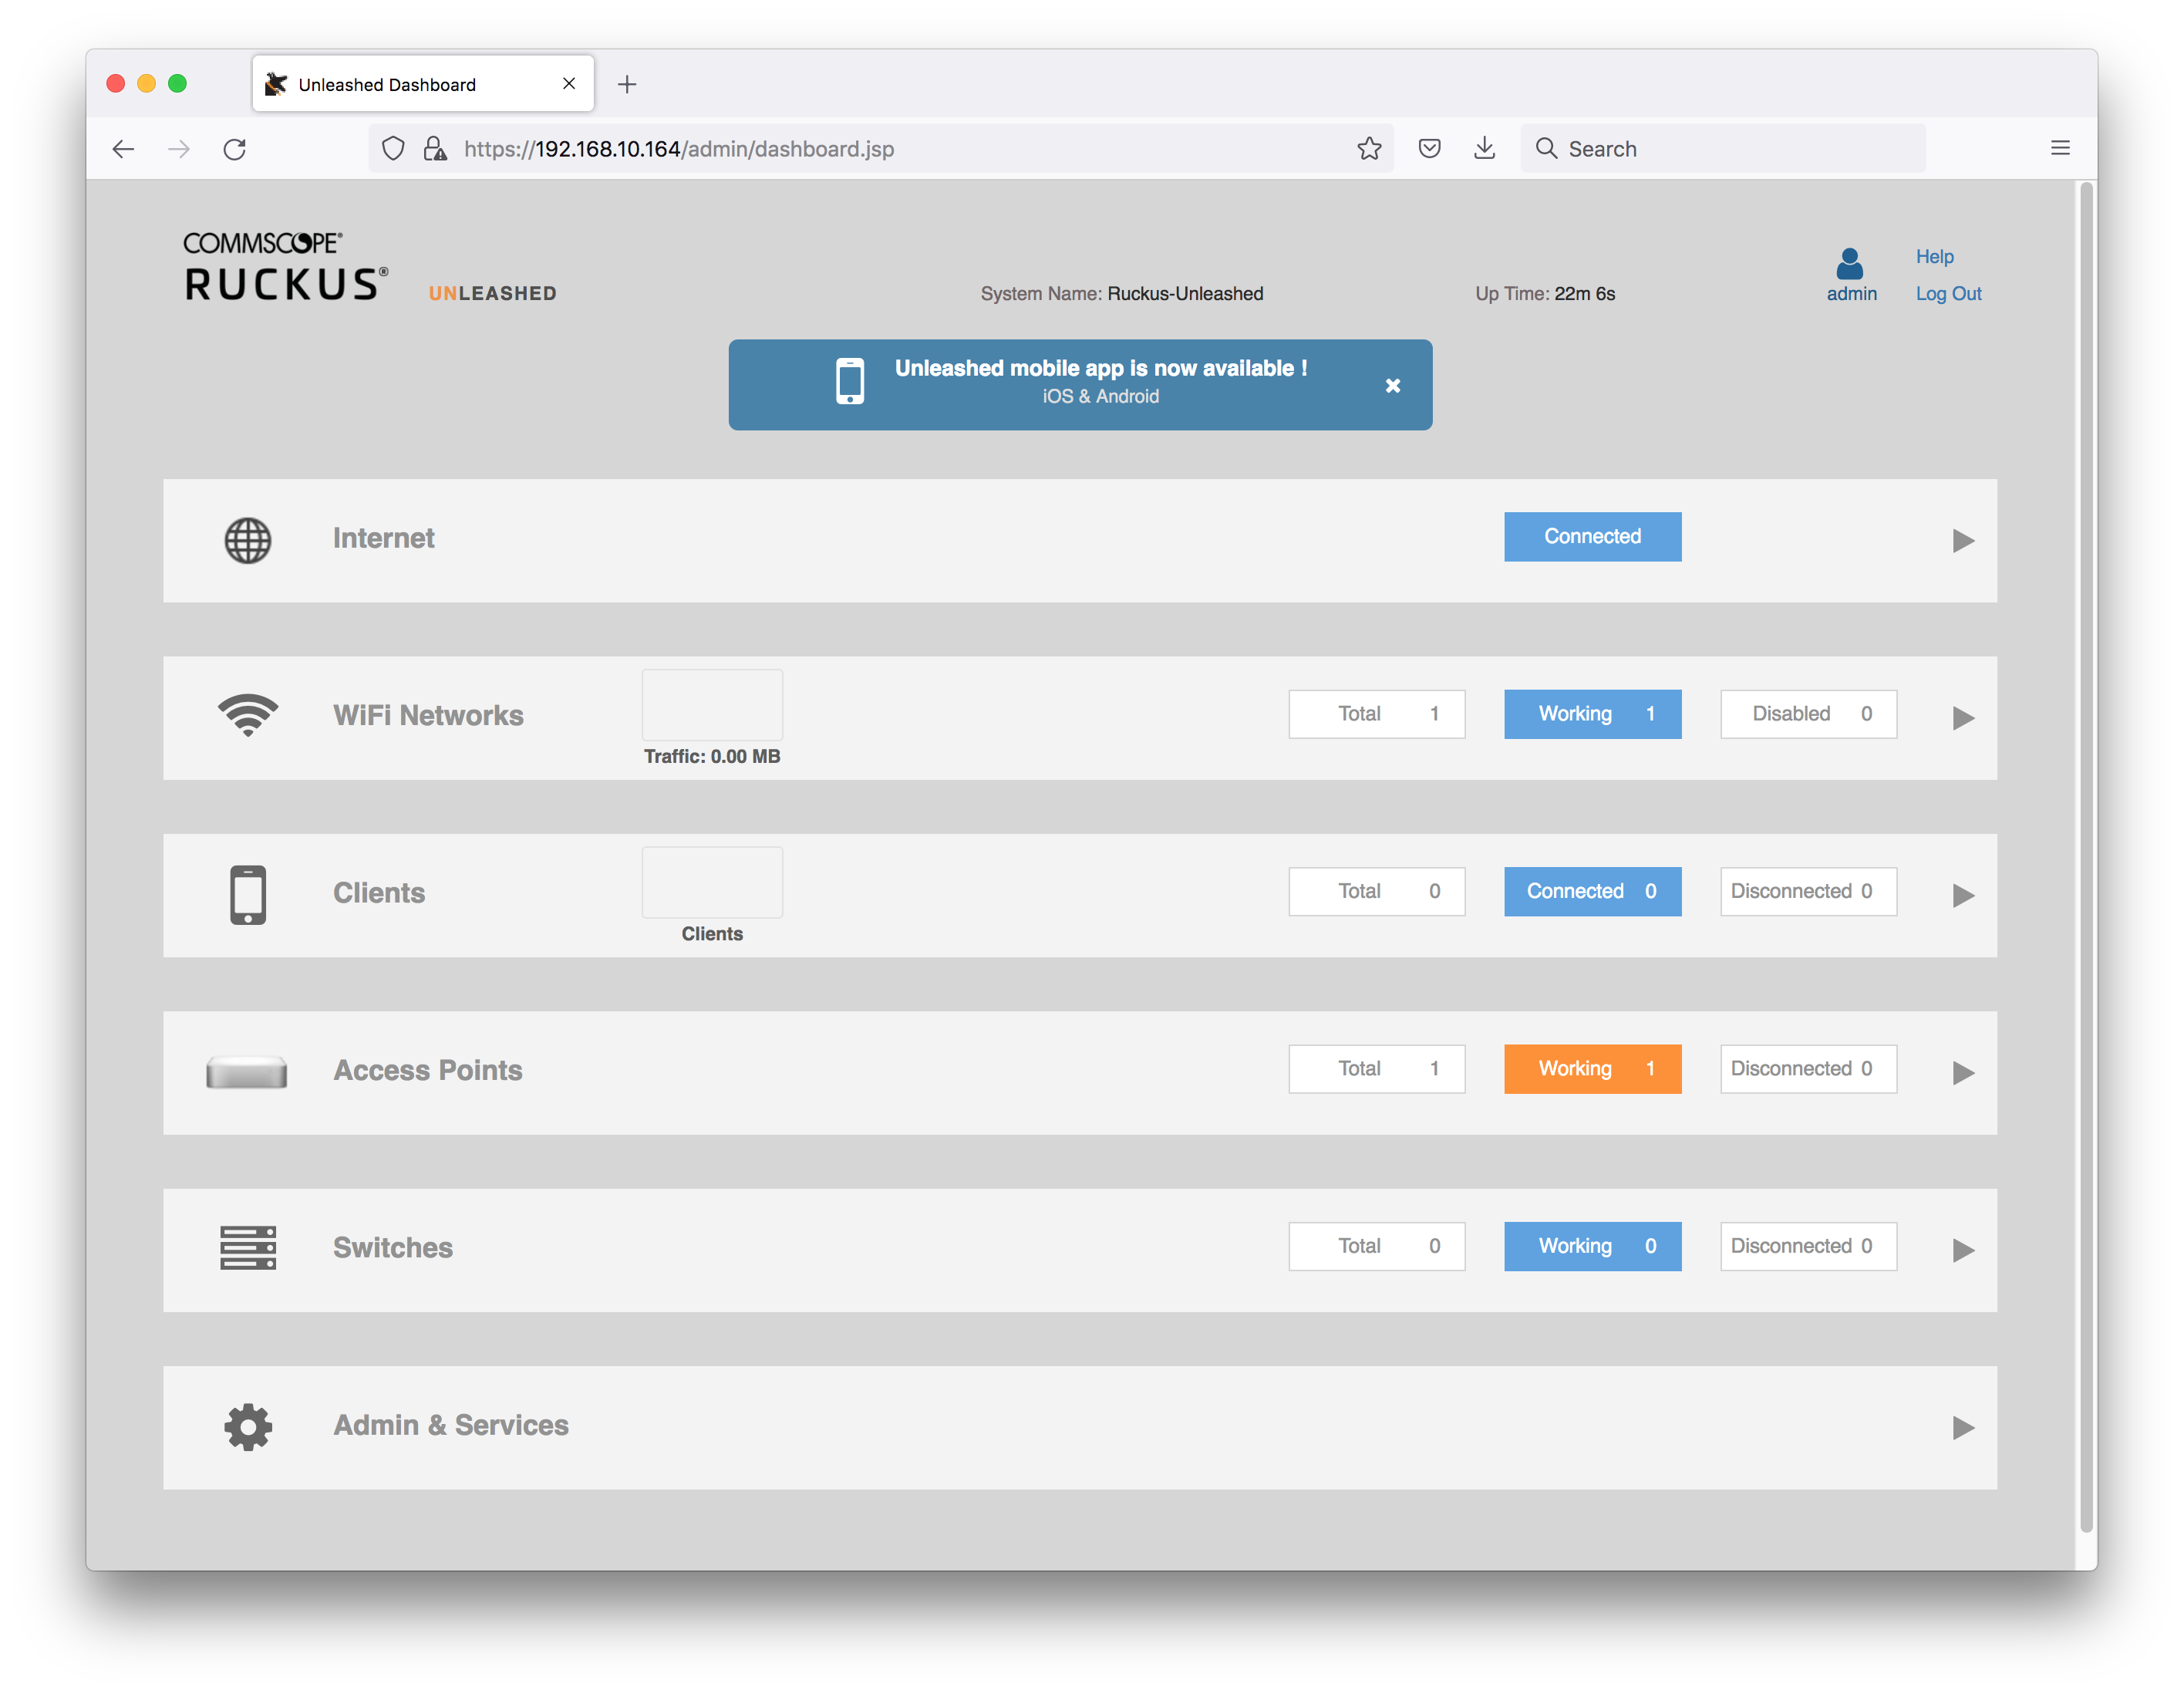 Unleashed Dashboard
https://192.168.10.164/admin/dashboard.jsp
Search
COMMSCOPE®
RUCKUS®
UNLEASHED
System Name: Ruckus-Unleashed
Up Time: 22m 6s
admin
Help
Log Out
Unleashed mobile app is now available !
iOS & Android
Internet
Connected
WiFi Networks
Traffic: 0.00 MB
Total 1
Working 1
Disabled 0
Clients
Clients
Total 0
Connected 0
Disconnected 0
Access Points
Total 1
Working 1
Disconnected 0
Switches
Total 0
Working 0
Disconnected 0
Admin & Services